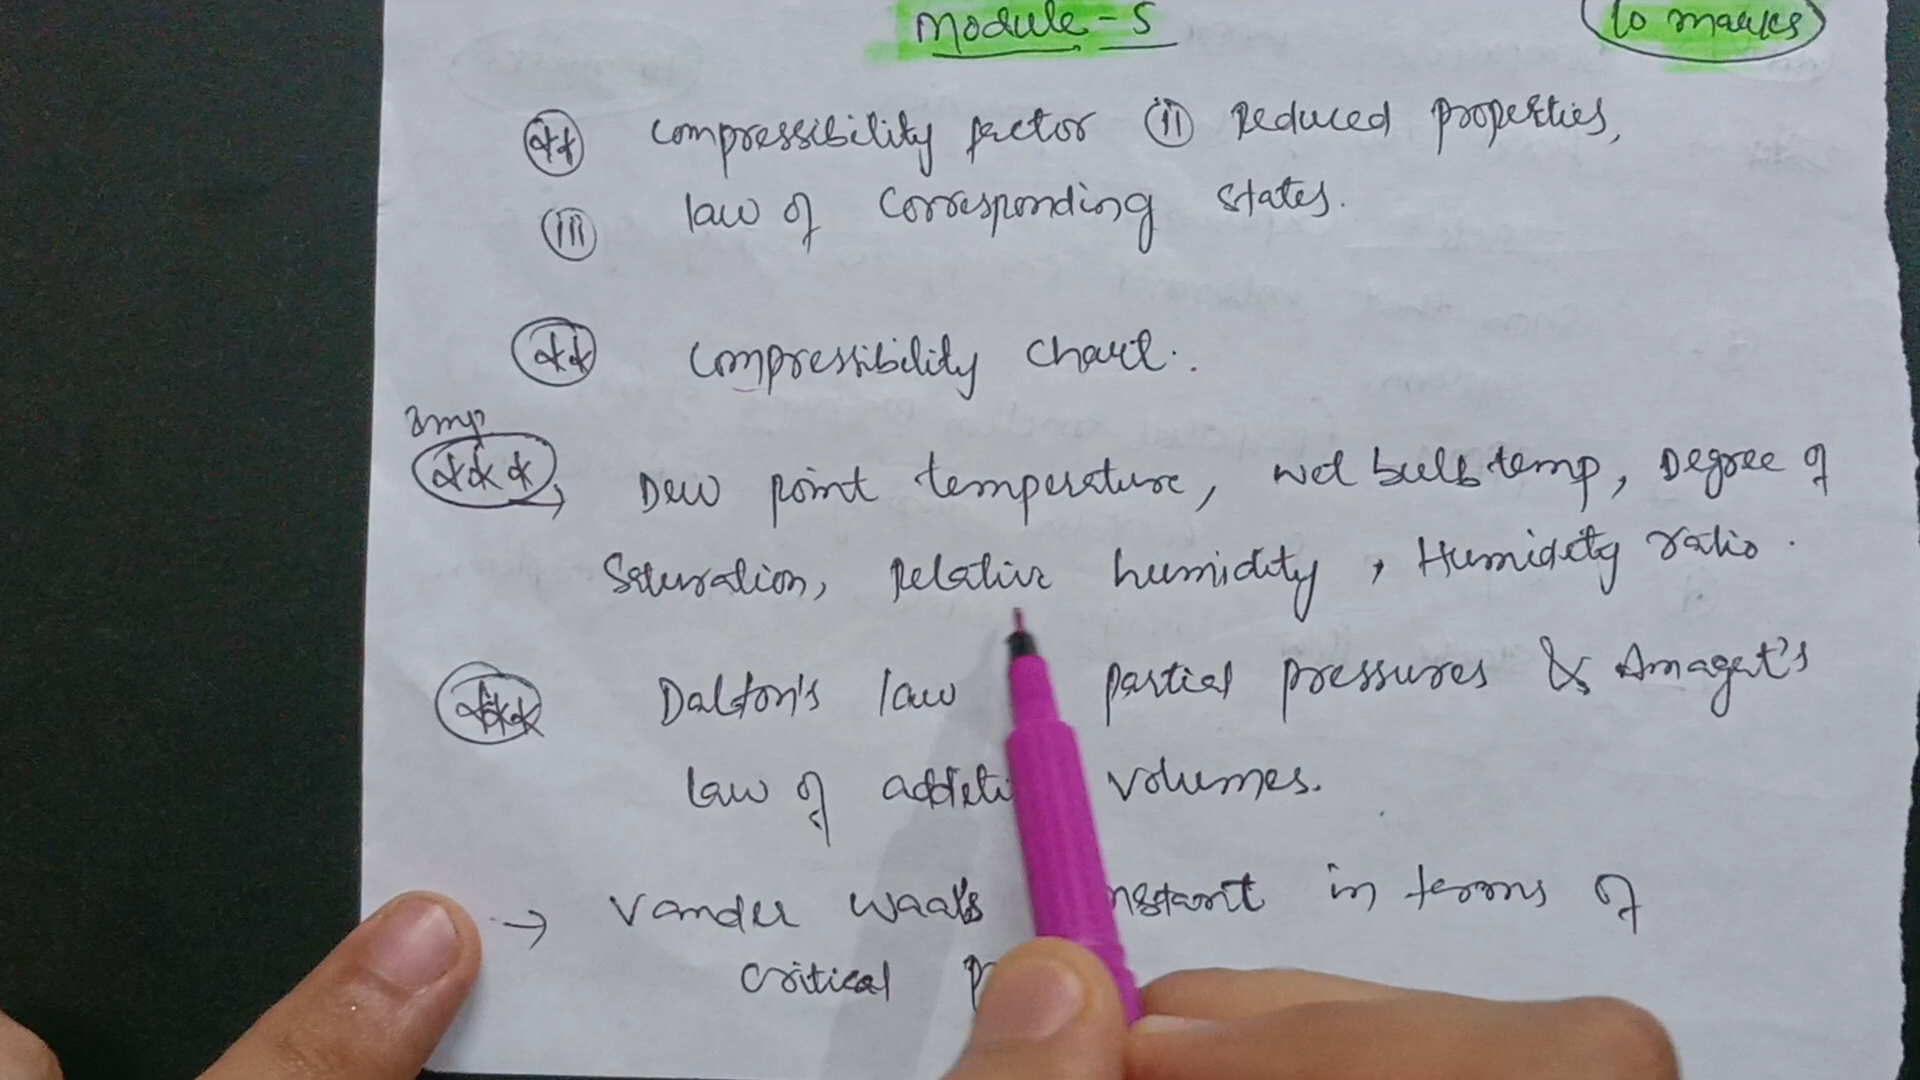 Module - 5
10 marks
** compressibility factor (ii) Reduced properties,
(iii) law of corresponding states.
** compressibility chart.
Imp
*** → Dew point temperature, wet bulb temp, Degree of
Saturation, Relative humidity, Humidity ratio.
*** Dalton's law partial pressures & Amagat's
law of additi volumes.
→ Vander waals nstant in terms of
critical P